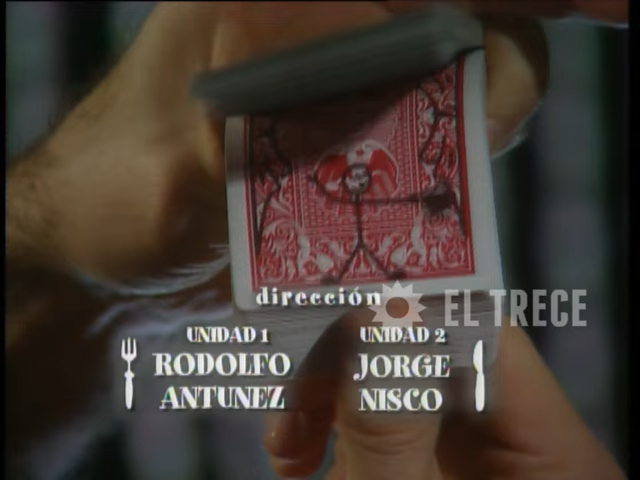 dirección
EL TRECE
UNIDAD 1
RODOLFO
ANTUNEZ
UNIDAD 2
JORGE
NISCO